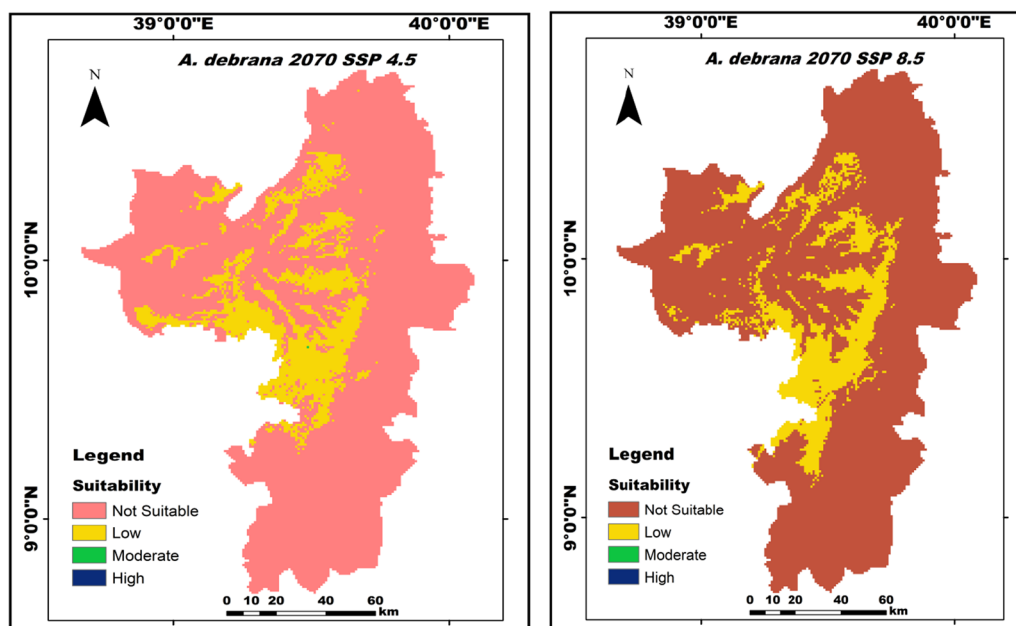 39°0'0"E 40°0'0"E
A. debrana 2070 SSP 4.5
N
10°0'0"N
9°0'0"N
Legend
Suitability
Not Suitable
Low
Moderate
High
0 10 20 40 60
km
39°0'0"E 40°0'0"E
A. debrana 2070 SSP 8.5
N
10°0'0"N
9°0'0"N
Legend
Suitability
Not Suitable
Low
Moderate
High
0 10 20 40 60
km